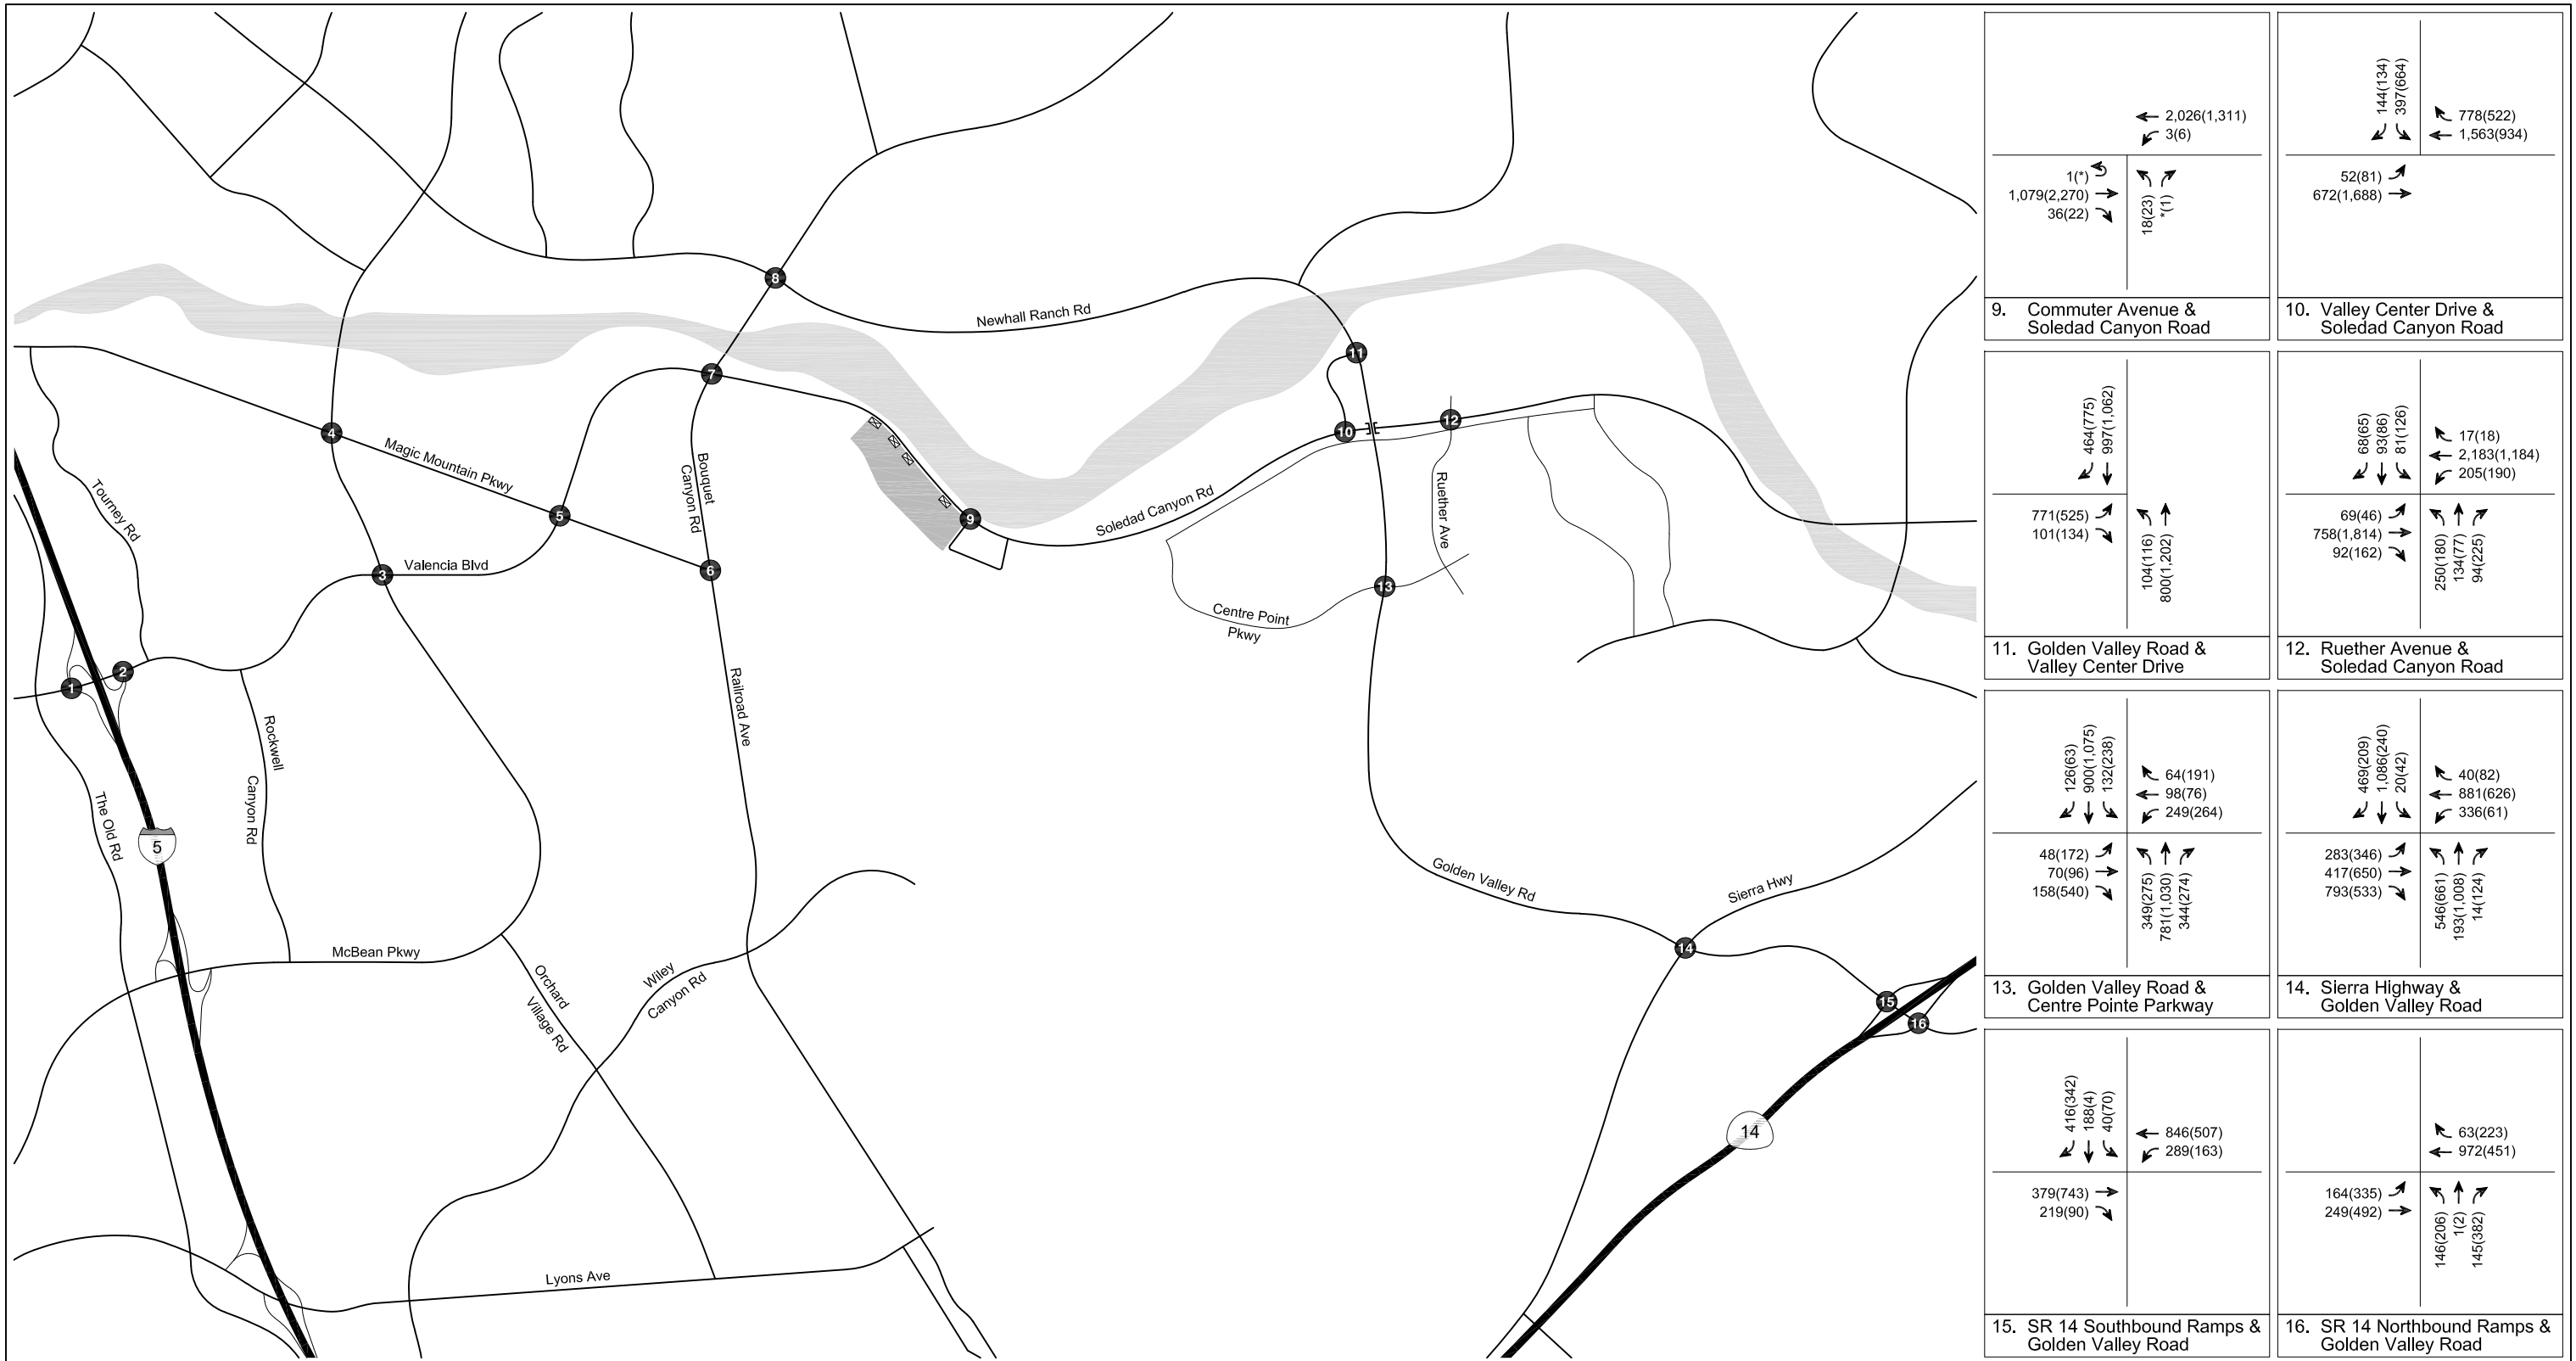 8
Newhall Ranch Rd
11
7
10
12
4
Magic Mountain Pkwy
Bouquet
Canyon Rd
Tourney Rd
5
9
Soledad Canyon Rd
Ruether Ave
3
Valencia Blvd
6
13
Centre Point
Pkwy
1
2
Railroad Ave
Rockwell
Canyon Rd
The Old Rd
5
Golden Valley Rd
Sierra Hwy
McBean Pkwy
14
Orchard
Village Rd
Wiley
Canyon Rd
15
16
14
Lyons Ave
2,026(1,311)
3(6)
1(*)
1,079(2,270)
36(22)
18(23)
*(1)
9. Commuter Avenue &
Soledad Canyon Road
144(134)
397(664)
778(522)
1,563(934)
52(81)
672(1,688)
10. Valley Center Drive &
Soledad Canyon Road
464(775)
997(1,062)
771(525)
101(134)
104(116)
800(1,202)
11. Golden Valley Road &
Valley Center Drive
68(65)
93(86)
81(126)
17(18)
2,183(1,184)
205(190)
69(46)
758(1,814)
92(162)
250(180)
134(77)
94(225)
12. Ruether Avenue &
Soledad Canyon Road
126(63)
900(1,075)
132(238)
64(191)
98(76)
249(264)
48(172)
70(96)
158(540)
349(275)
781(1,030)
344(274)
13. Golden Valley Road &
Centre Pointe Parkway
469(209)
1,086(240)
20(42)
40(82)
881(626)
336(61)
283(346)
417(650)
793(533)
546(661)
193(1,008)
14(124)
14. Sierra Highway &
Golden Valley Road
416(342)
188(4)
40(70)
846(507)
289(163)
379(743)
219(90)
15. SR 14 Southbound Ramps &
Golden Valley Road
63(223)
972(451)
164(335)
249(492)
146(206)
1(2)
145(382)
16. SR 14 Northbound Ramps &
Golden Valley Road